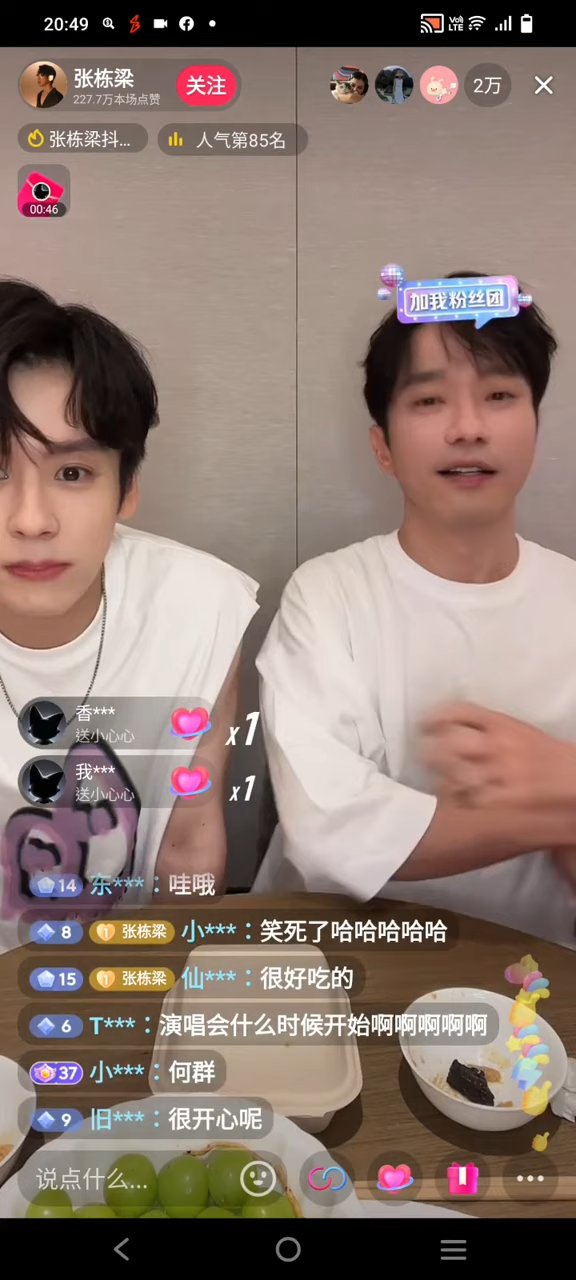 20:49
Voli
LTE
张栋梁
227.7万本场点赞
关注
2万
张栋梁抖...
人气第85名
00:46
加我粉丝团
香***
送小心心
x1
我***
送小心心
x1
14 东***：哇哦
8 1 张栋梁 小***：笑死了哈哈哈哈哈
15 1 张栋梁 仙***：很好吃的
6 T***：演唱会什么时候开始啊啊啊啊啊
37 小***：何群
9 旧***：很开心呢
说点什么...